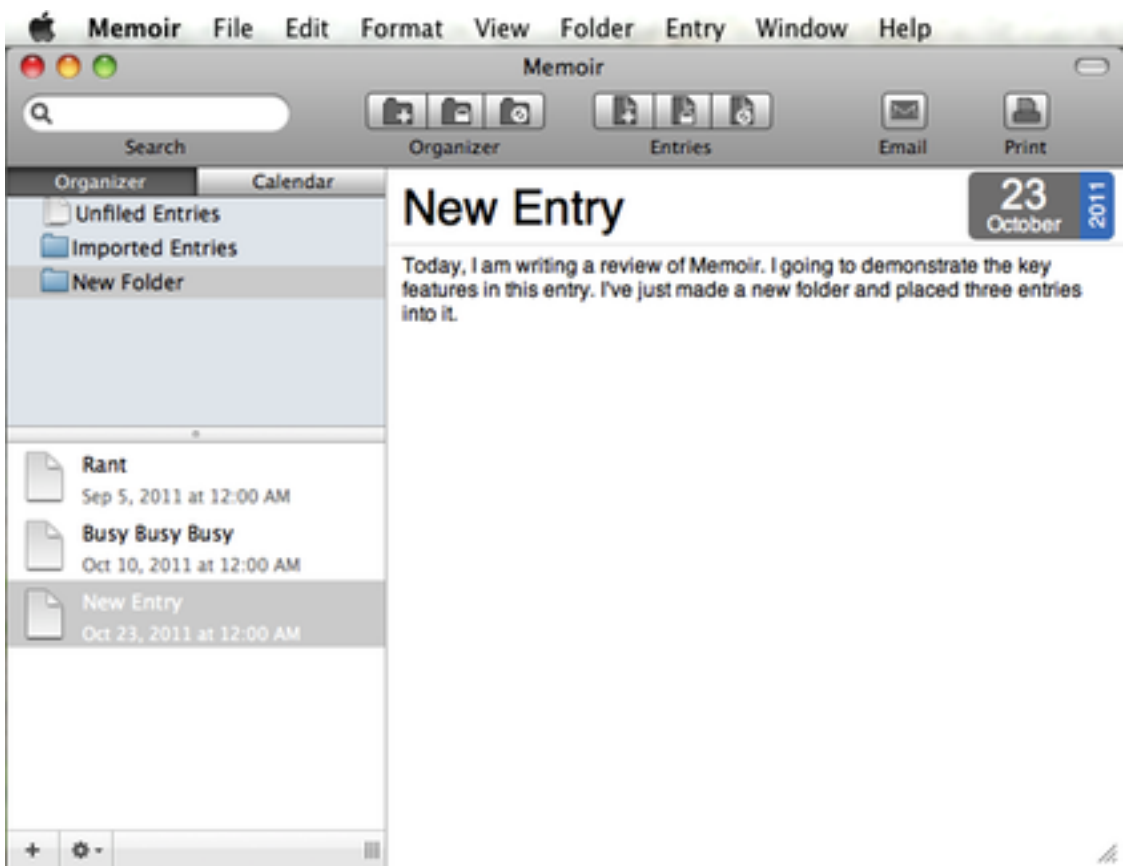 Memoir File Edit Format View Folder Entry Window Help
Memoir
Search Organizer Entries Email Print
Organizer Calendar
Unfiled Entries
Imported Entries
New Folder
Rant
Sep 5, 2011 at 12:00 AM
Busy Busy Busy
Oct 10, 2011 at 12:00 AM
New Entry
Oct 23, 2011 at 12:00 AM
New Entry
23
October
2011
Today, I am writing a review of Memoir. I going to demonstrate the key
features in this entry. I've just made a new folder and placed three entries
into it.